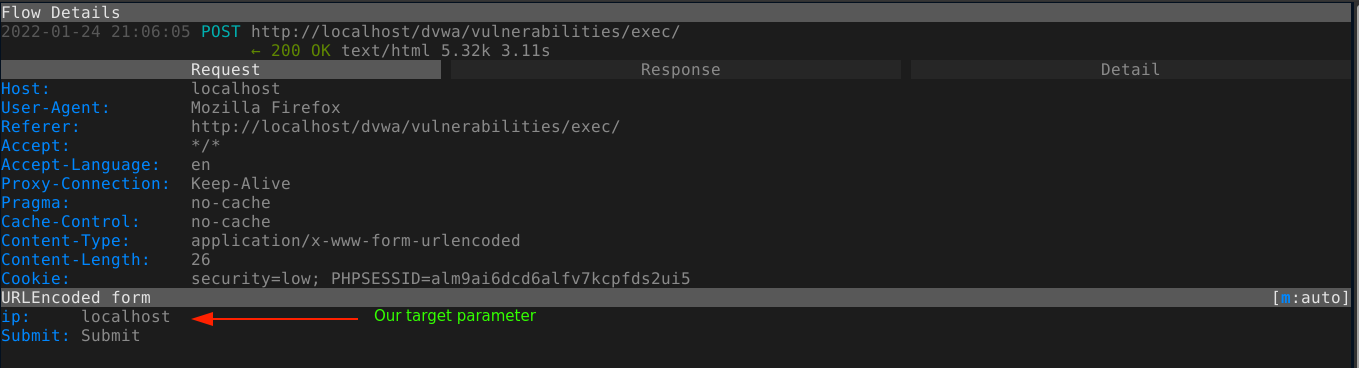 Flow Details
2022-01-24 21:06:05 POST http://localhost/dvwa/vulnerabilities/exec/
← 200 OK text/html 5.32k 3.11s
Request Response Detail
Host: localhost
User-Agent: Mozilla Firefox
Referer: http://localhost/dvwa/vulnerabilities/exec/
Accept: */*
Accept-Language: en
Proxy-Connection: Keep-Alive
Pragma: no-cache
Cache-Control: no-cache
Content-Type: application/x-www-form-urlencoded
Content-Length: 26
Cookie: security=low; PHPSESSID=alm9ai6dcd6alfv7kcpfds2ui5
URLEncoded form [m:auto]
ip: localhost Our target parameter
Submit: Submit